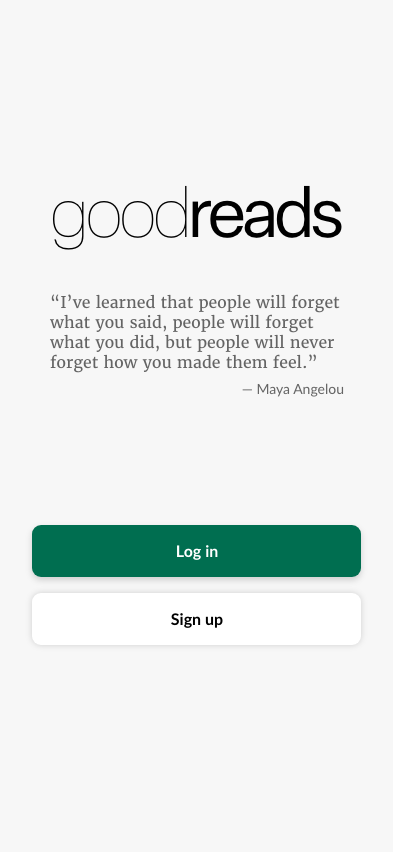 goodreads
“I’ve learned that people will forget
what you said, people will forget
what you did, but people will never
forget how you made them feel.”
— Maya Angelou
Log in
Sign up